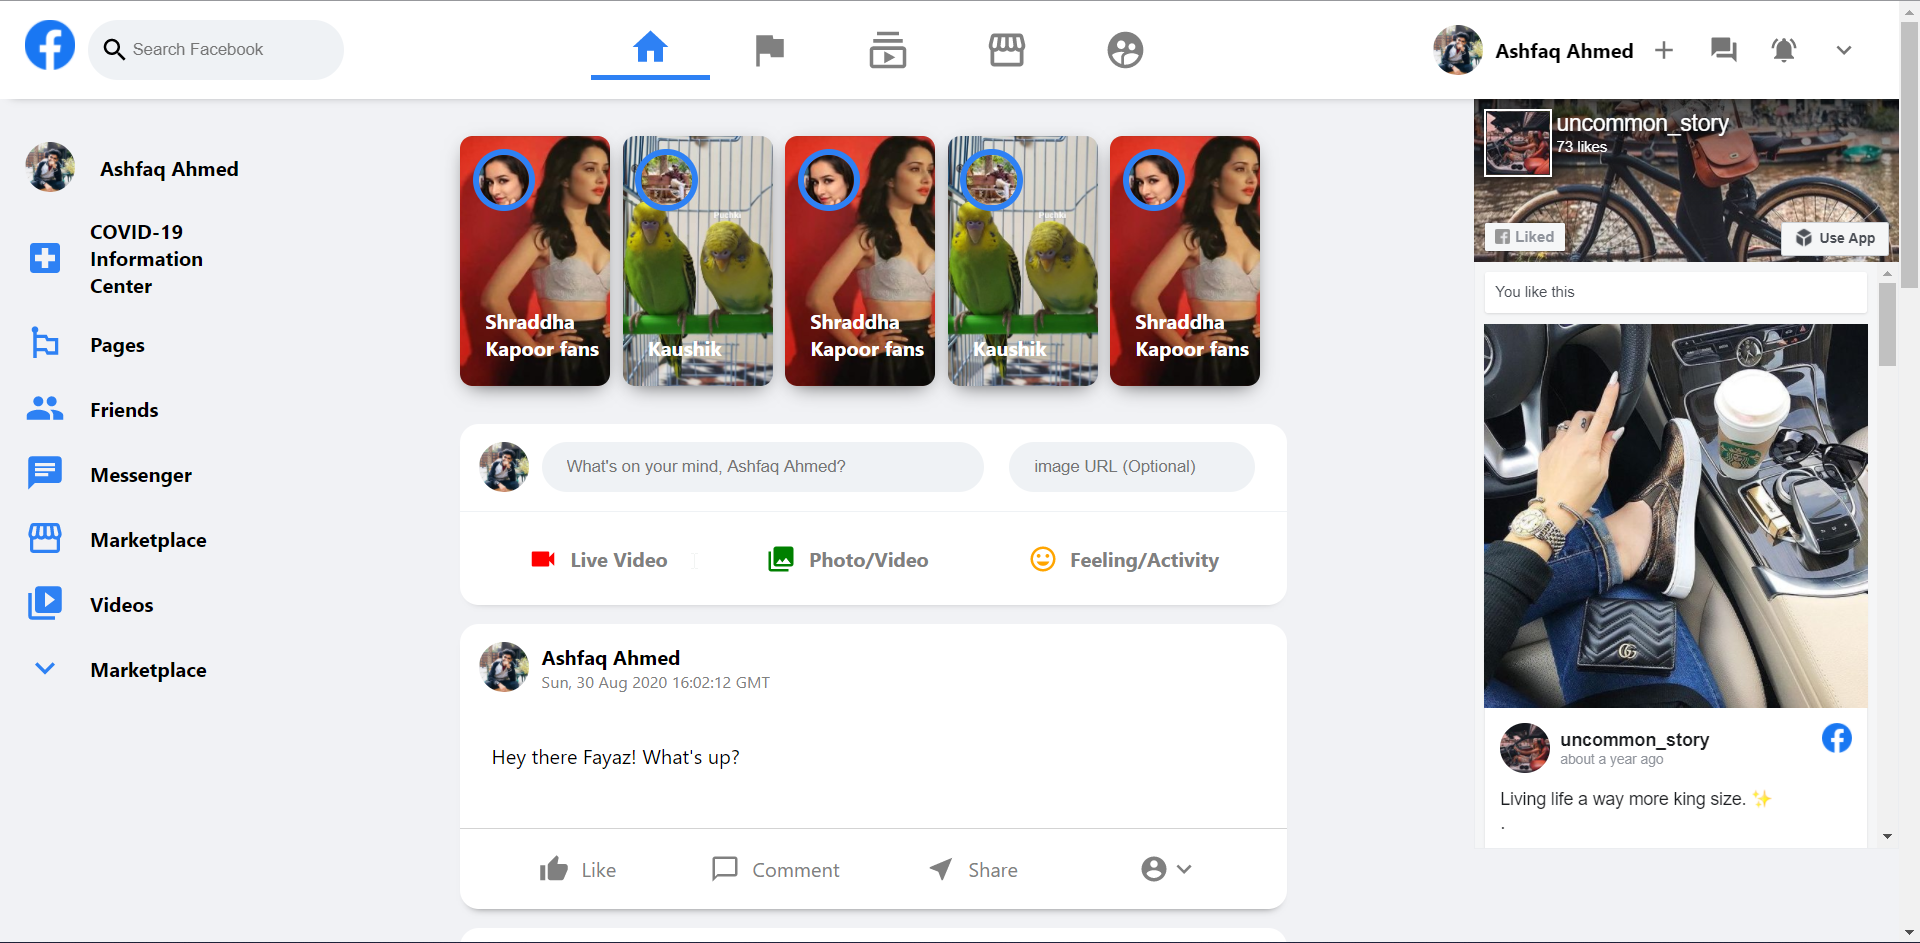 Search Facebook
Ashfaq Ahmed
Ashfaq Ahmed
COVID-19
Information
Center
Pages
Friends
Messenger
Marketplace
Videos
Marketplace
Shraddha
Kapoor fans
Puchki
Kaushik
Shraddha
Kapoor fans
Puchki
Kaushik
Shraddha
Kapoor fans
What's on your mind, Ashfaq Ahmed?
image URL (Optional)
Live Video
Photo/Video
Feeling/Activity
Ashfaq Ahmed
Sun, 30 Aug 2020 16:02:12 GMT
Hey there Fayaz! What's up?
Like
Comment
Share
uncommon_story
73 likes
Liked
Use App
You like this
uncommon_story
about a year ago
Living life a way more king size. ✨
.